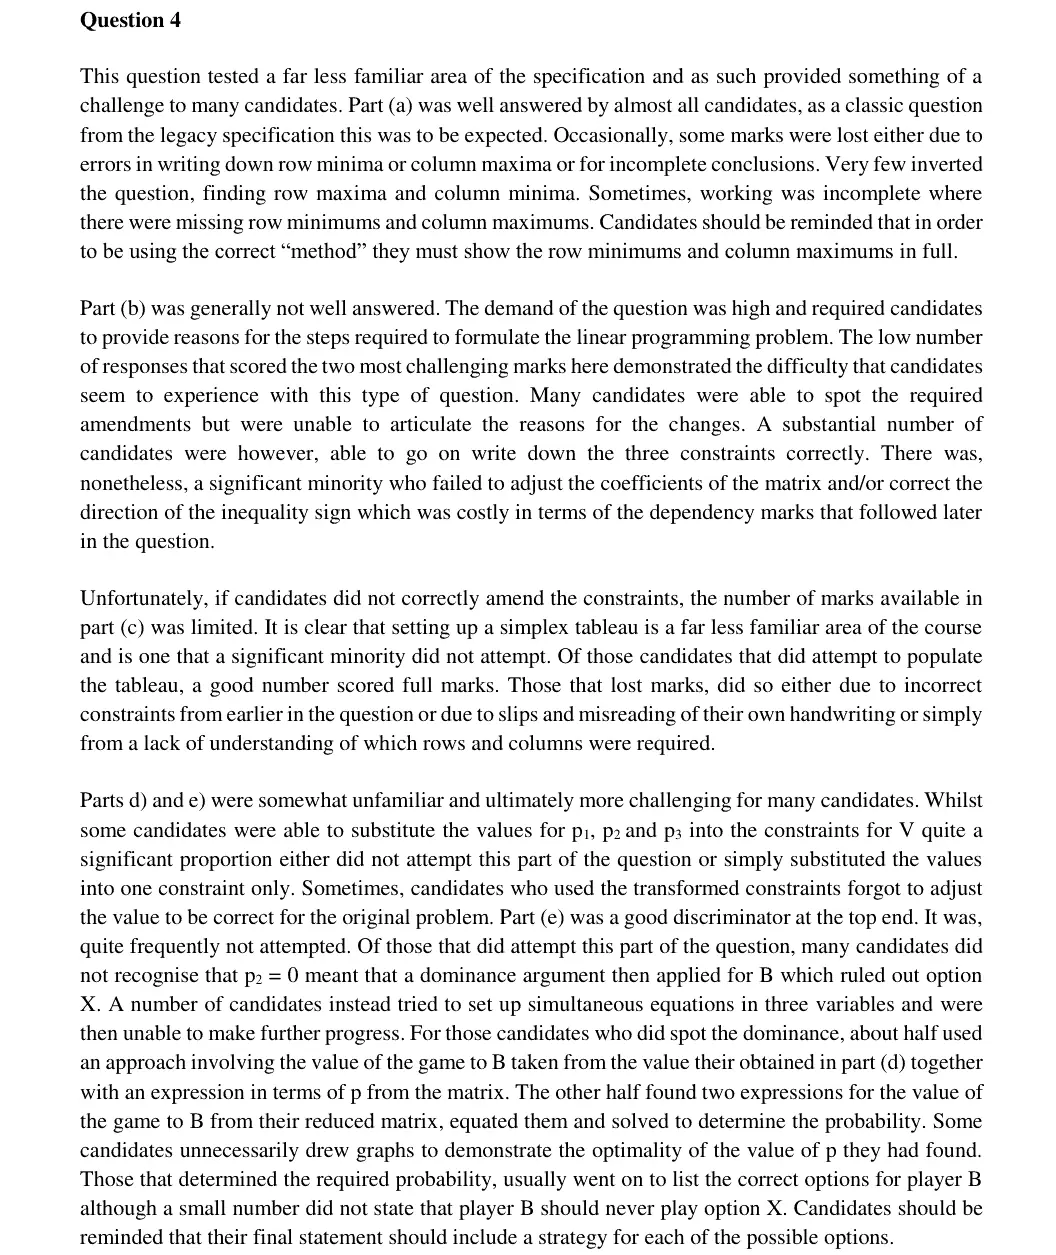 Question 4
This question tested a far less familiar area of the specification and as such provided something of a
challenge to many candidates. Part (a) was well answered by almost all candidates, as a classic question
from the legacy specification this was to be expected. Occasionally, some marks were lost either due to
errors in writing down row minima or column maxima or for incomplete conclusions. Very few inverted
the question, finding row maxima and column minima. Sometimes, working was incomplete where
there were missing row minimums and column maximums. Candidates should be reminded that in order
to be using the correct “method” they must show the row minimums and column maximums in full.
Part (b) was generally not well answered. The demand of the question was high and required candidates
to provide reasons for the steps required to formulate the linear programming problem. The low number
of responses that scored the two most challenging marks here demonstrated the difficulty that candidates
seem to experience with this type of question. Many candidates were able to spot the required
amendments but were unable to articulate the reasons for the changes. A substantial number of
candidates were however, able to go on write down the three constraints correctly. There was,
nonetheless, a significant minority who failed to adjust the coefficients of the matrix and/or correct the
direction of the inequality sign which was costly in terms of the dependency marks that followed later
in the question.
Unfortunately, if candidates did not correctly amend the constraints, the number of marks available in
part (c) was limited. It is clear that setting up a simplex tableau is a far less familiar area of the course
and is one that a significant minority did not attempt. Of those candidates that did attempt to populate
the tableau, a good number scored full marks. Those that lost marks, did so either due to incorrect
constraints from earlier in the question or due to slips and misreading of their own handwriting or simply
from a lack of understanding of which rows and columns were required.
Parts d) and e) were somewhat unfamiliar and ultimately more challenging for many candidates. Whilst
some candidates were able to substitute the values for p₁, p₂ and p₃ into the constraints for V quite a
significant proportion either did not attempt this part of the question or simply substituted the values
into one constraint only. Sometimes, candidates who used the transformed constraints forgot to adjust
the value to be correct for the original problem. Part (e) was a good discriminator at the top end. It was,
quite frequently not attempted. Of those that did attempt this part of the question, many candidates did
not recognise that p₂ = 0 meant that a dominance argument then applied for B which ruled out option
X. A number of candidates instead tried to set up simultaneous equations in three variables and were
then unable to make further progress. For those candidates who did spot the dominance, about half used
an approach involving the value of the game to B taken from the value their obtained in part (d) together
with an expression in terms of p from the matrix. The other half found two expressions for the value of
the game to B from their reduced matrix, equated them and solved to determine the probability. Some
candidates unnecessarily drew graphs to demonstrate the optimality of the value of p they had found.
Those that determined the required probability, usually went on to list the correct options for player B
although a small number did not state that player B should never play option X. Candidates should be
reminded that their final statement should include a strategy for each of the possible options.